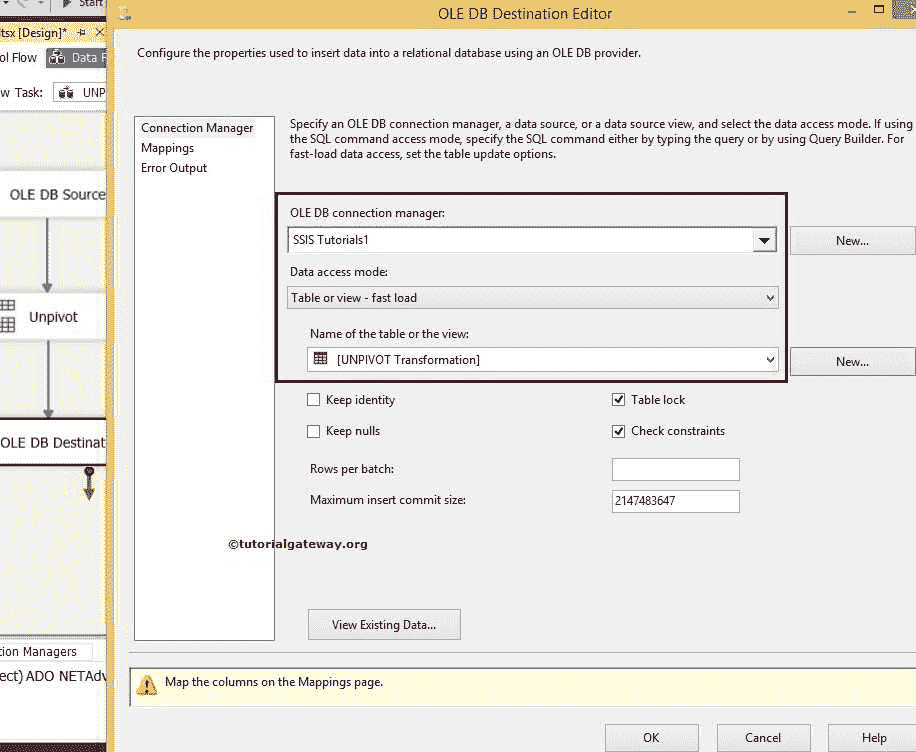 Start
OLE DB Destination Editor
tsx [Design]*
Configure the properties used to insert data into a relational database using an OLE DB provider.
ol Flow
Data F
w Task:
UNP
Connection Manager
Mappings
Error Output
Specify an OLE DB connection manager, a data source, or a data source view, and select the data access mode. If using
the SQL command access mode, specify the SQL command either by typing the query or by using Query Builder. For
fast-load data access, set the table update options.
OLE DB Source
Unpivot
OLE DB Destinat
OLE DB connection manager:
SSIS Tutorials1
New...
Data access mode:
Table or view - fast load
Name of the table or the view:
[UNPIVOT Transformation]
New...
Keep identity
Table lock
Keep nulls
Check constraints
Rows per batch:
Maximum insert commit size:
2147483647
©tutorialgateway.org
View Existing Data...
tion Managers
ect) ADO NETAdv
Map the columns on the Mappings page.
OK
Cancel
Help